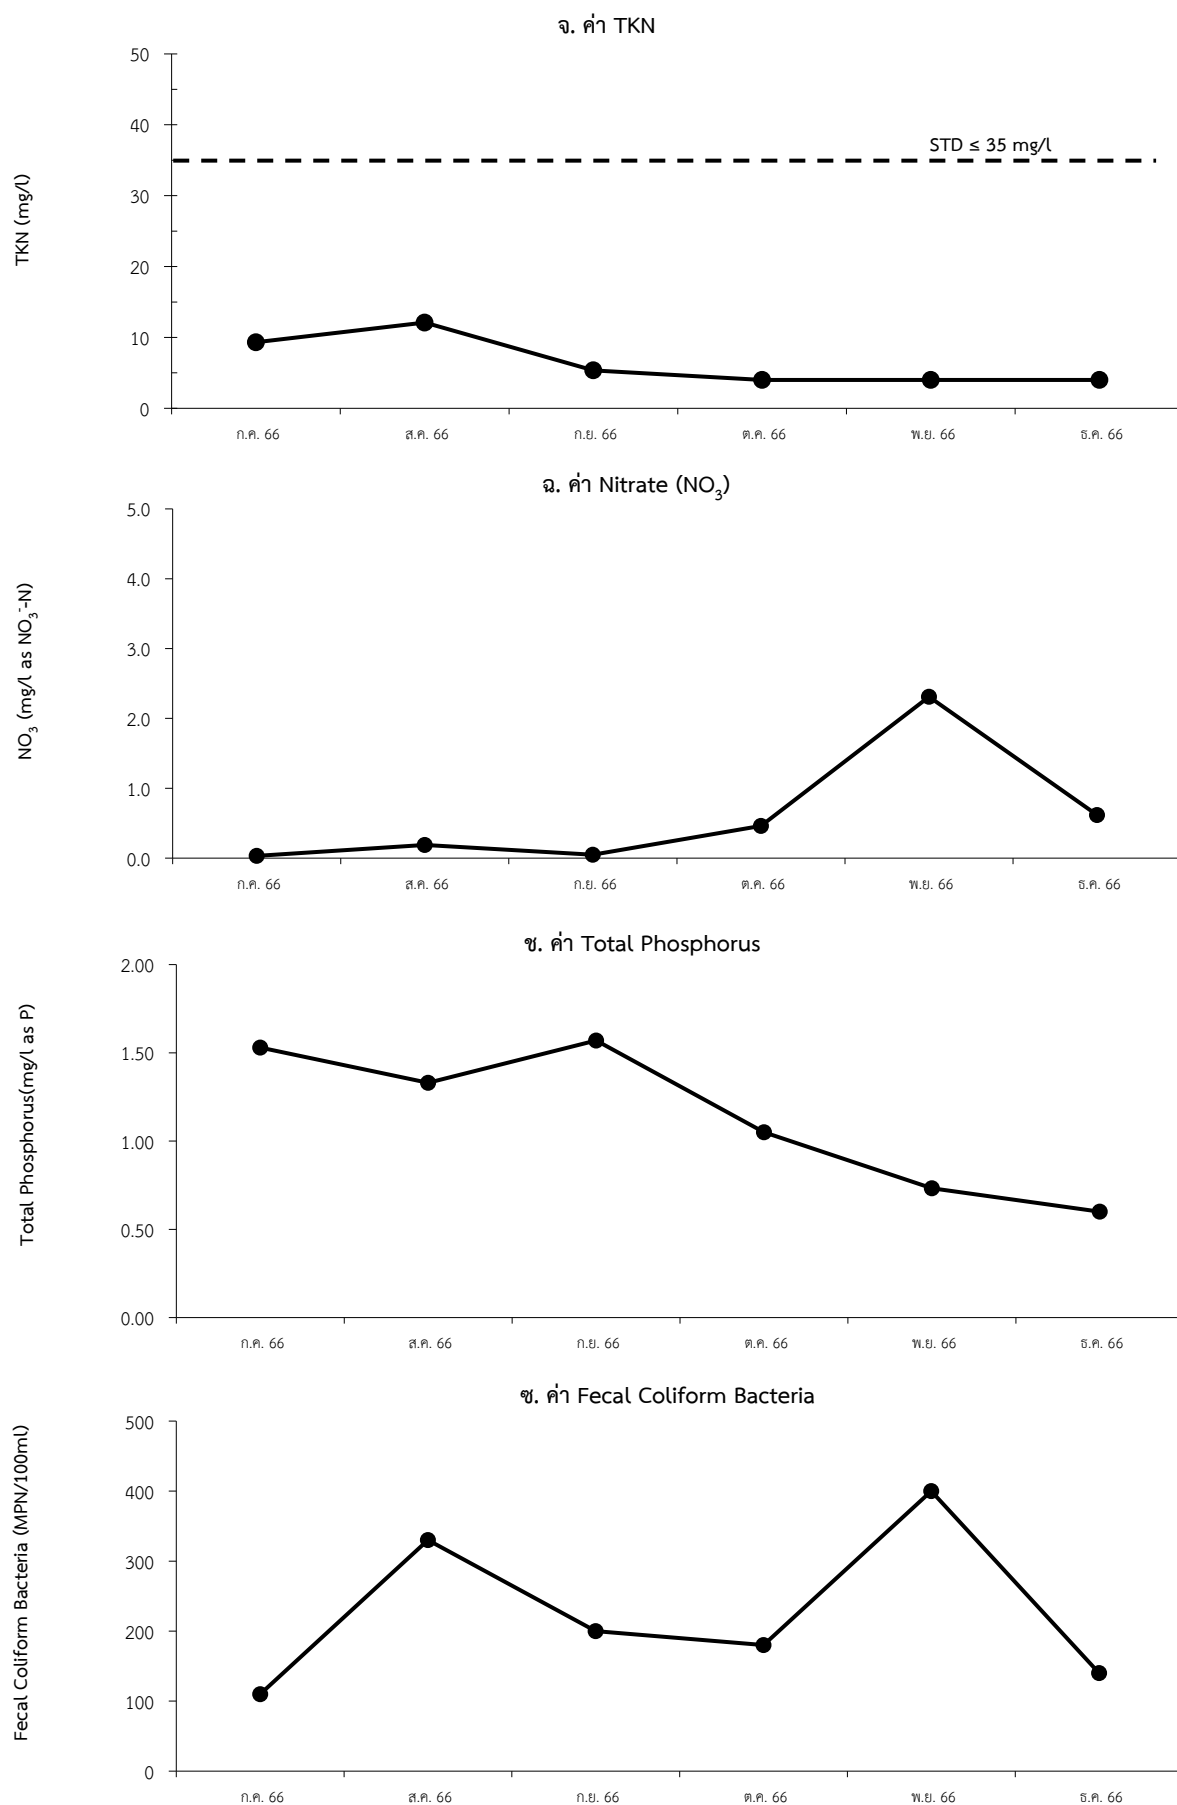 จ. ค่า TKN
50
40
30
20
10
0
TKN (mg/l)
STD ≤ 35 mg/l
ก.ค. 66 ส.ค. 66 ก.ย. 66 ต.ค. 66 พ.ย. 66 ธ.ค. 66
ฉ. ค่า Nitrate (NO₃)
5.0
4.0
3.0
2.0
1.0
0.0
NO₃ (mg/l as NO₃⁻-N)
ก.ค. 66 ส.ค. 66 ก.ย. 66 ต.ค. 66 พ.ย. 66 ธ.ค. 66
ช. ค่า Total Phosphorus
2.00
1.50
1.00
0.50
0.00
Total Phosphorus(mg/l as P)
ก.ค. 66 ส.ค. 66 ก.ย. 66 ต.ค. 66 พ.ย. 66 ธ.ค. 66
ซ. ค่า Fecal Coliform Bacteria
500
400
300
200
100
0
Fecal Coliform Bacteria (MPN/100ml)
ก.ค. 66 ส.ค. 66 ก.ย. 66 ต.ค. 66 พ.ย. 66 ธ.ค. 66